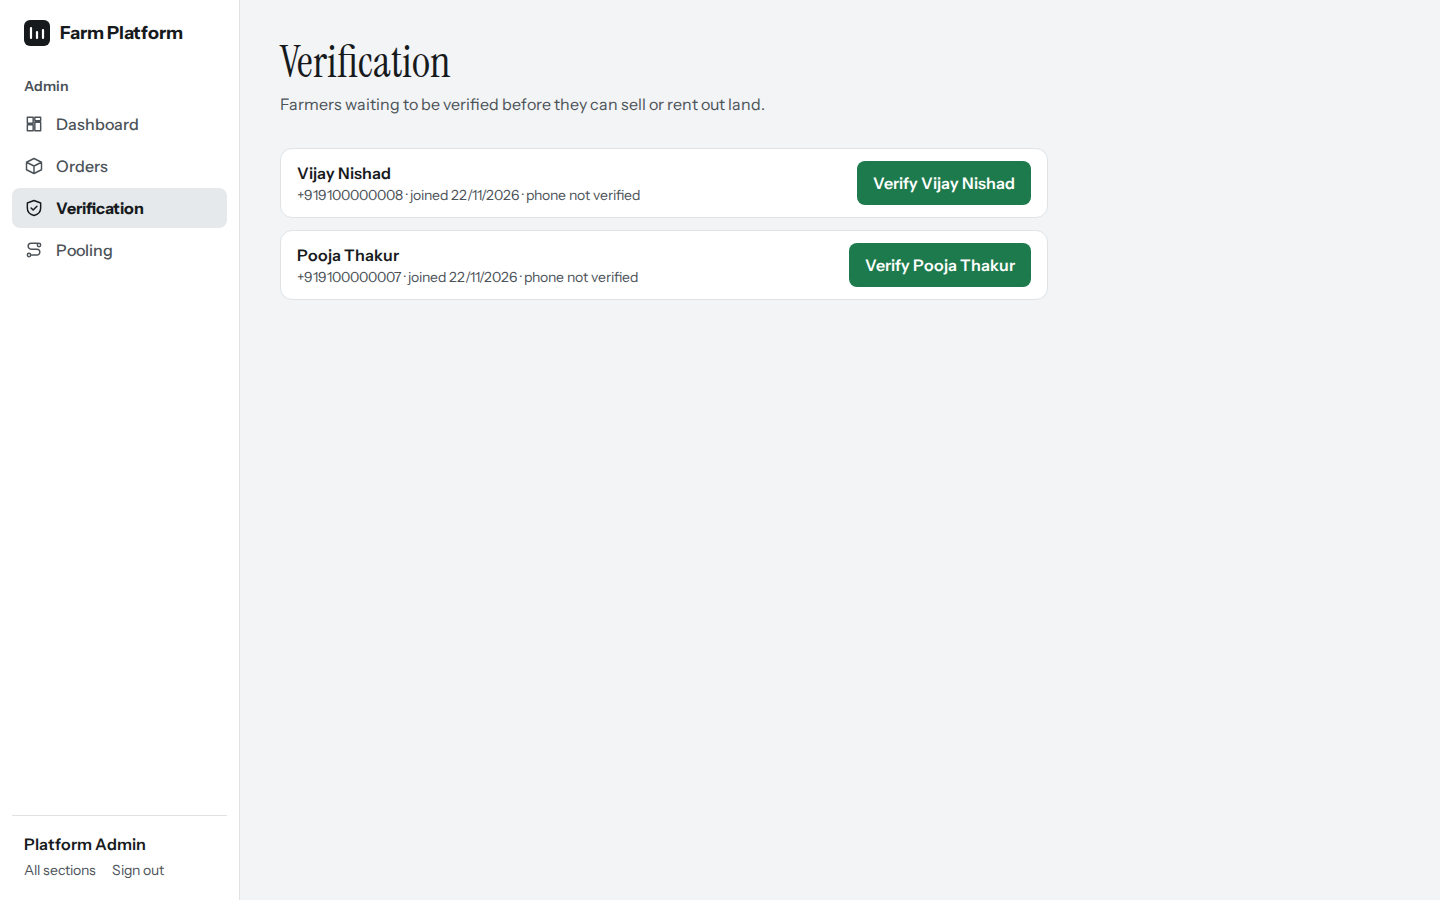 Farm Platform
Admin
Dashboard
Orders
Verification
Pooling
Platform Admin
All sections Sign out
Verification
Farmers waiting to be verified before they can sell or rent out land.
Vijay Nishad
+919100000008 · joined 22/11/2026 · phone not verified
Verify Vijay Nishad
Pooja Thakur
+919100000007 · joined 22/11/2026 · phone not verified
Verify Pooja Thakur